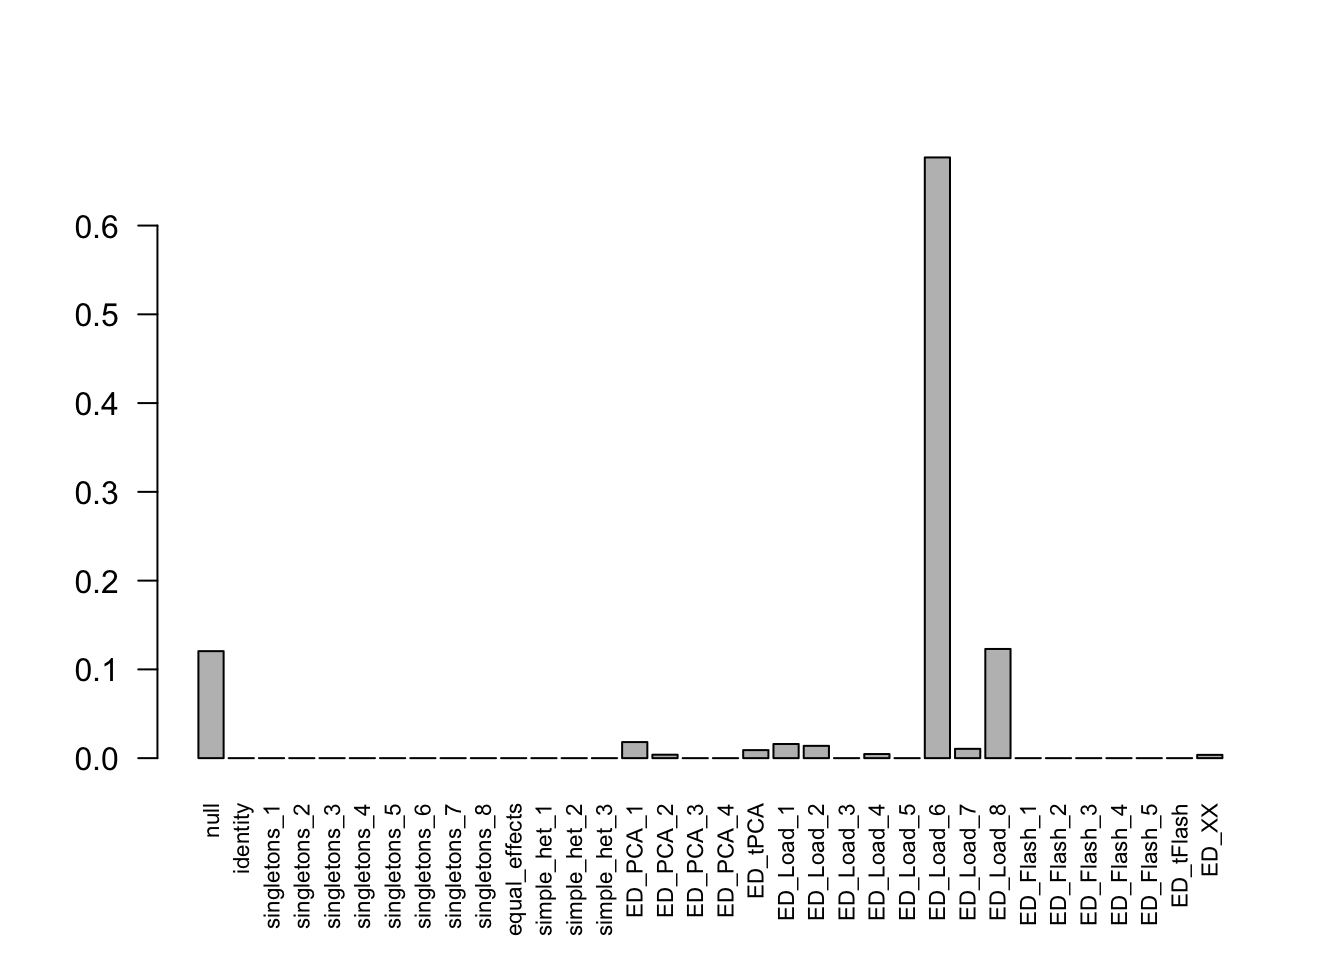 0.6
0.5
0.4
0.3
0.2
0.1
0.0
null
identity
singletons_1
singletons_2
singletons_3
singletons_4
singletons_5
singletons_6
singletons_7
singletons_8
equal_effects
simple_het_1
simple_het_2
simple_het_3
ED_PCA_1
ED_PCA_2
ED_PCA_3
ED_PCA_4
ED_tPCA
ED_Load_1
ED_Load_2
ED_Load_3
ED_Load_4
ED_Load_5
ED_Load_6
ED_Load_7
ED_Load_8
ED_Flash_1
ED_Flash_2
ED_Flash_3
ED_Flash_4
ED_Flash_5
ED_tFlash
ED_XX